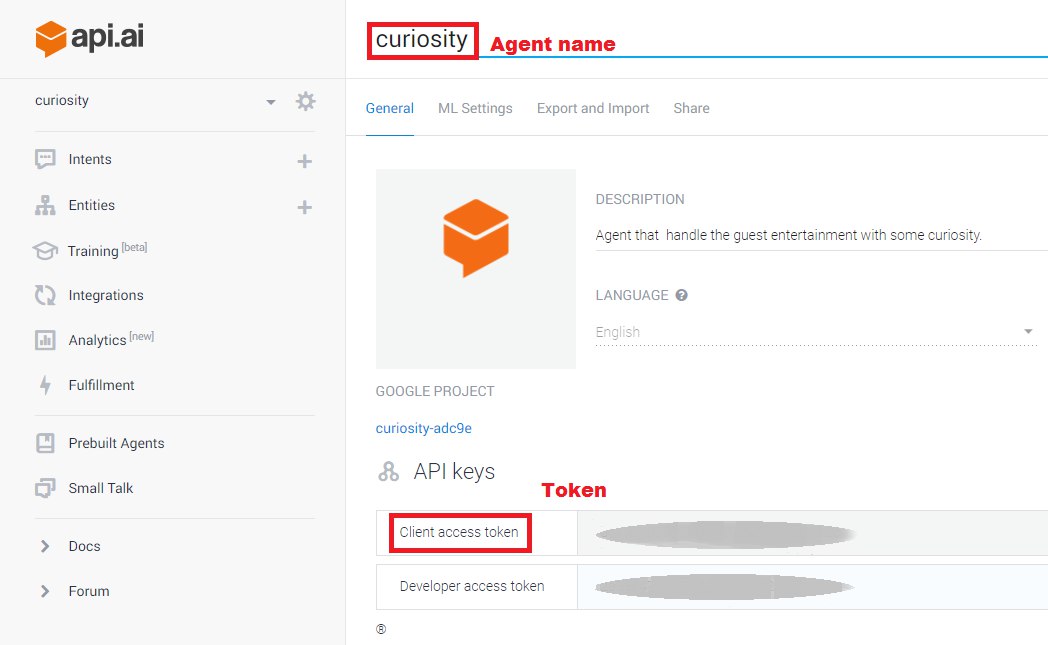 api.ai
curiosity
Agent name
curiosity
General ML Settings Export and Import Share
Intents
Entities
Training [beta]
Integrations
Analytics [new]
Fulfillment
Prebuilt Agents
Small Talk
Docs
Forum
DESCRIPTION
Agent that handle the guest entertainment with some curiosity.
LANGUAGE ?
English
GOOGLE PROJECT
curiosity-adc9e
API keys
Token
Client access token
Developer access token
®